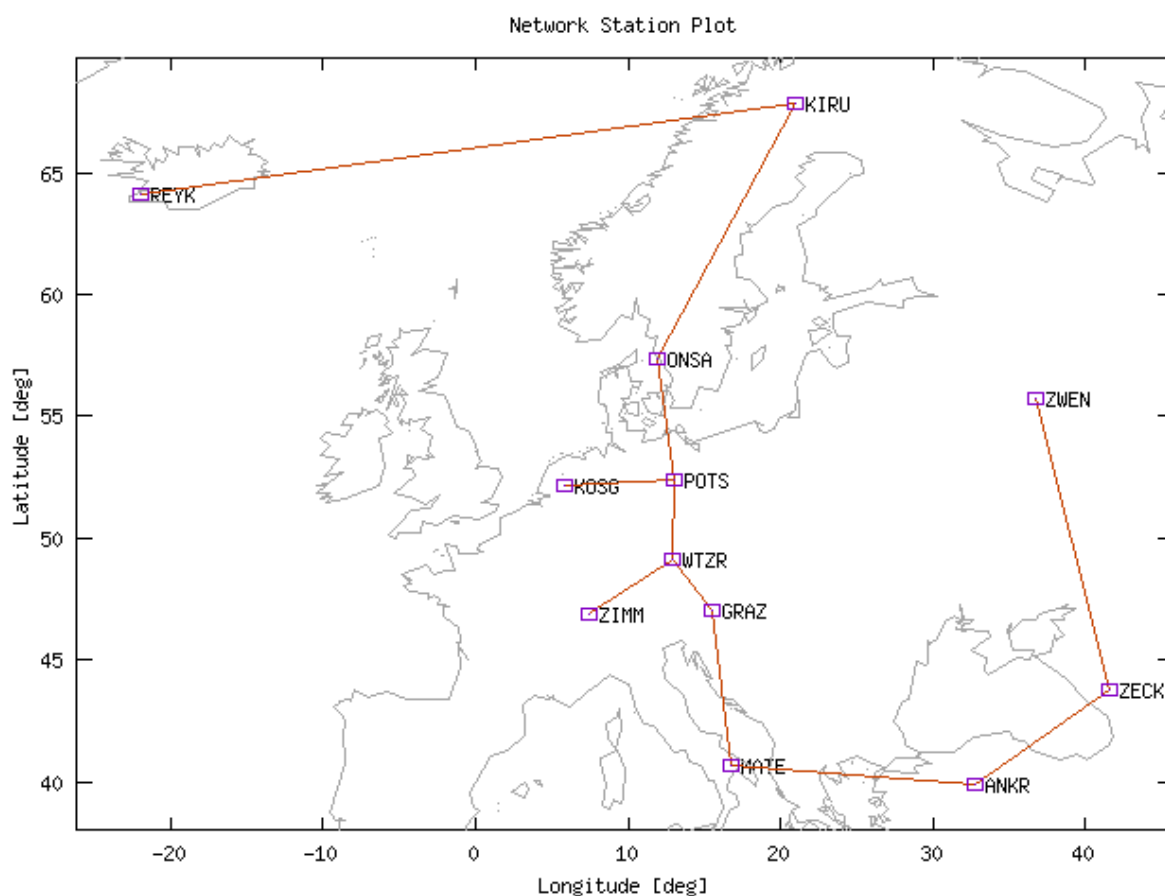 Network Station Plot
KIRU
65
REYK
60
ONSA
55
ZWEN
Latitude [deg]
KOSG
POTS
50
WTZR
ZIMM
GRAZ
45
ZECK
MATE
40
ANKR
-20
-10
0
10
20
30
40
Longitude [deg]